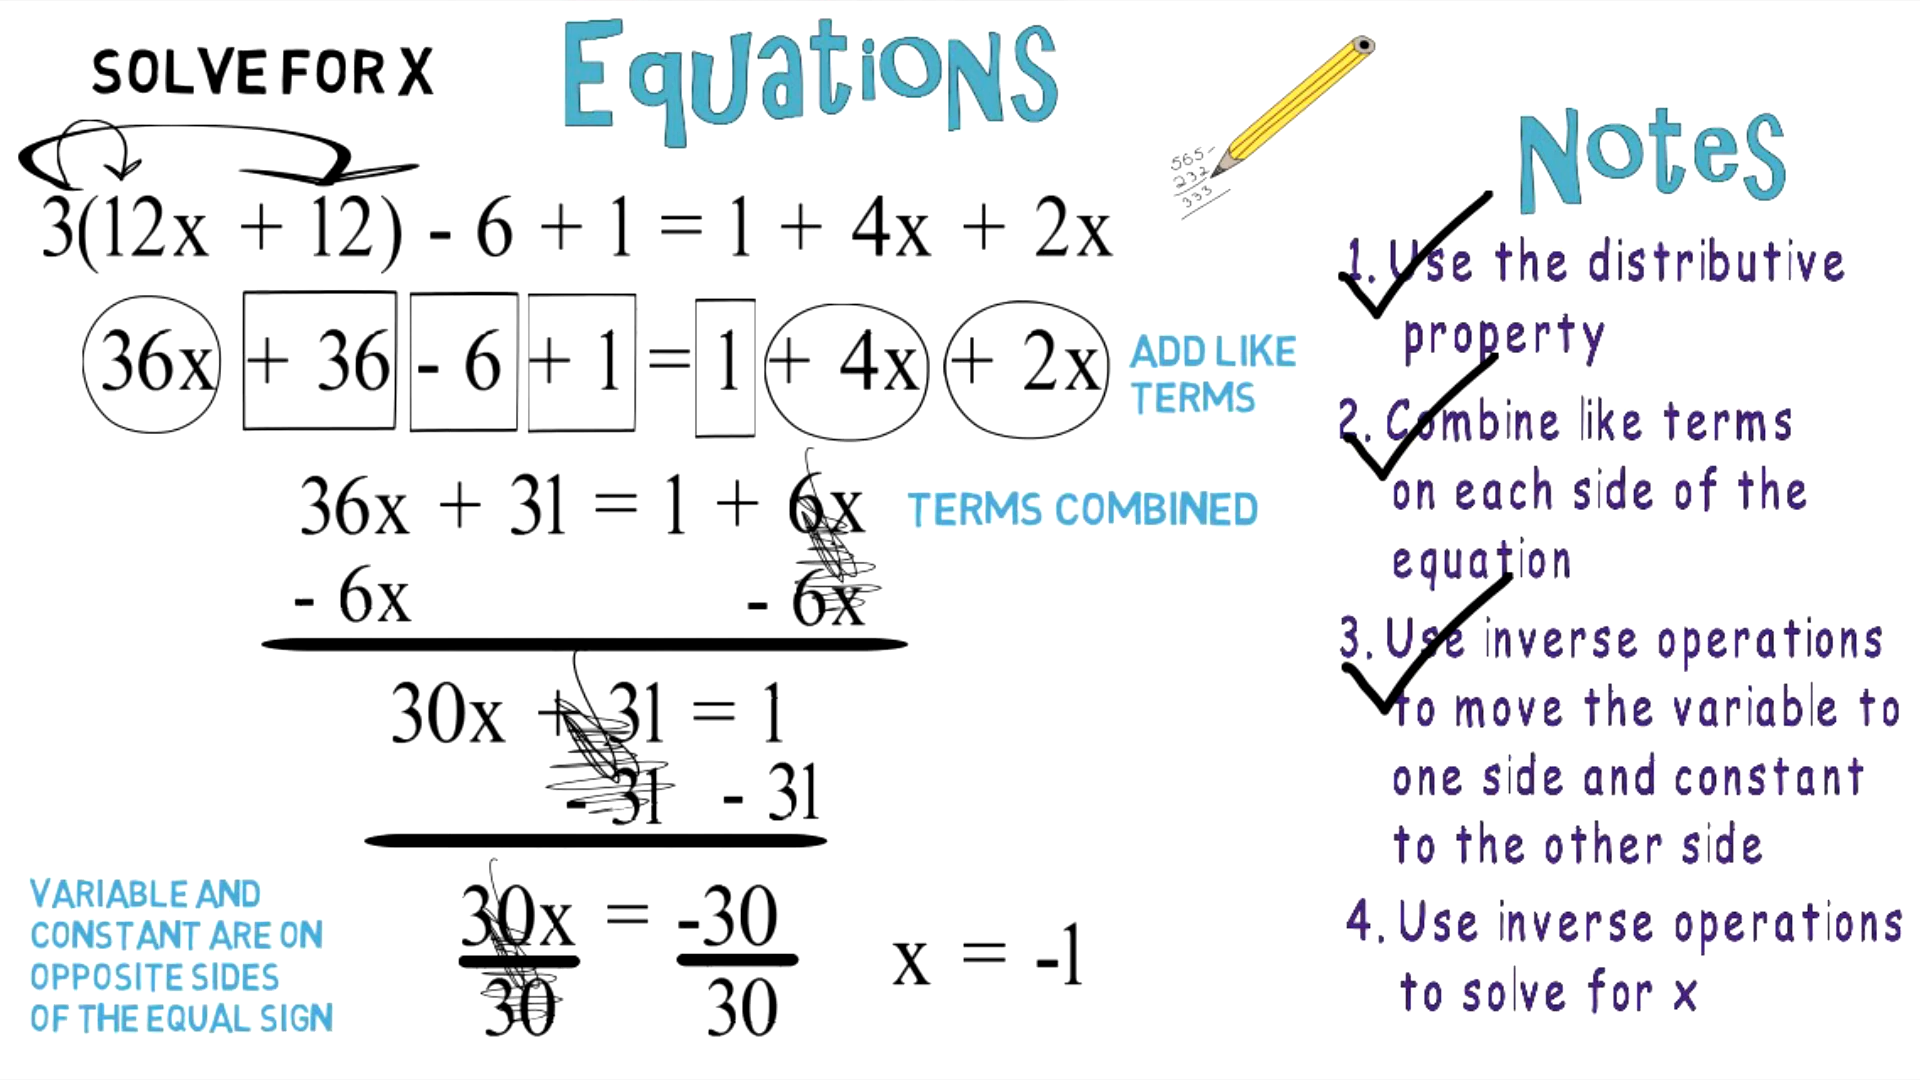 SOLVE FOR X
Equations
565-
232
333
3(12x + 12) - 6 + 1 = 1 + 4x + 2x
36x + 36 - 6 + 1 = 1 + 4x + 2x
ADD LIKE
TERMS
36x + 31 = 1 + 6x
TERMS COMBINED
- 6x - 6x
30x + 31 = 1
- 31 - 31
30x = -30
30 30
x = -1
VARIABLE AND
CONSTANT ARE ON
OPPOSITE SIDES
OF THE EQUAL SIGN
Notes
1. Use the distributive
property
2. Combine like terms
on each side of the
equation
3. Use inverse operations
to move the variable to
one side and constant
to the other side
4. Use inverse operations
to solve for x